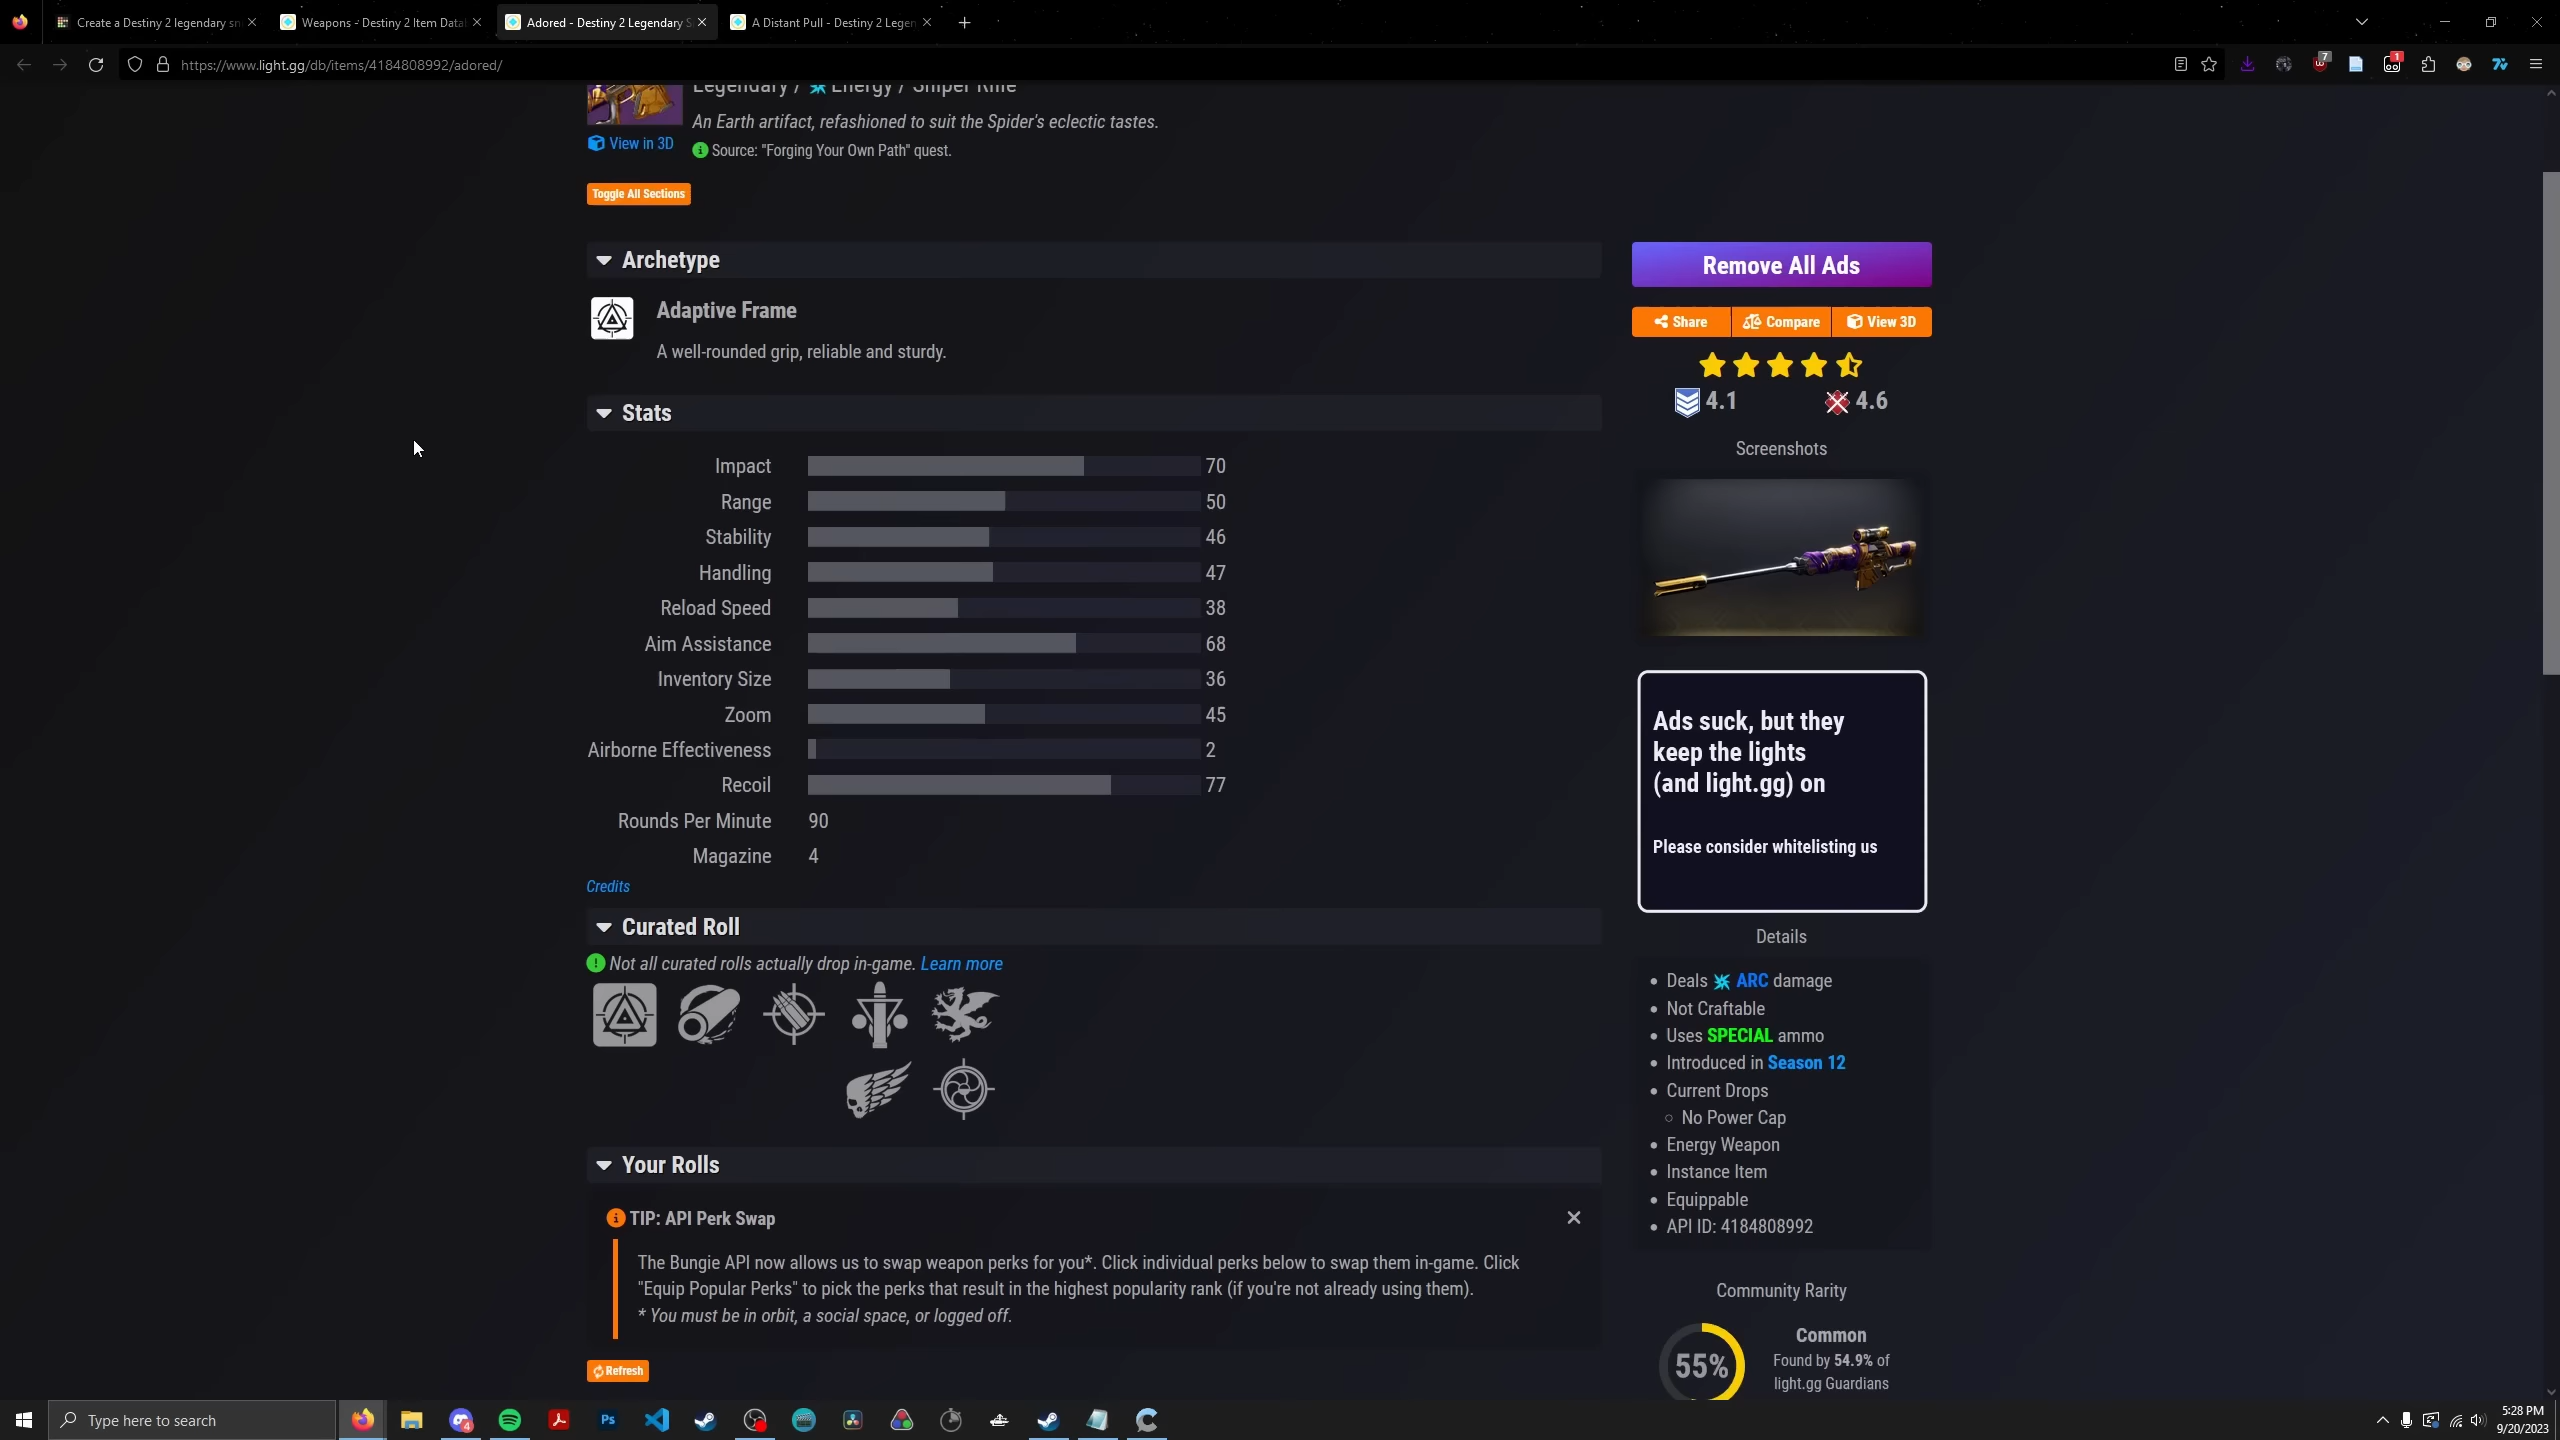 Create a Destiny 2 legendary sn
Weapons - Destiny 2 Item Datal
Adored - Destiny 2 Legendary S
A Distant Pull - Destiny 2 Legen
https://www.light.gg/db/items/4184808992/adored/
7
1
Legendary / Energy / Sniper Rifle
An Earth artifact, refashioned to suit the Spider's eclectic tastes.
View in 3D
Source: "Forging Your Own Path" quest.
Toggle All Sections
Archetype
Adaptive Frame
A well-rounded grip, reliable and sturdy.
Stats
Impact 70
Range 50
Stability 46
Handling 47
Reload Speed 38
Aim Assistance 68
Inventory Size 36
Zoom 45
Airborne Effectiveness 2
Recoil 77
Rounds Per Minute 90
Magazine 4
Credits
Curated Roll
Not all curated rolls actually drop in-game. Learn more
Your Rolls
TIP: API Perk Swap
The Bungie API now allows us to swap weapon perks for you*. Click individual perks below to swap them in-game. Click
"Equip Popular Perks" to pick the perks that result in the highest popularity rank (if you're not already using them).
* You must be in orbit, a social space, or logged off.
Refresh
Remove All Ads
Share Compare View 3D
4.1 4.6
Screenshots
Ads suck, but they
keep the lights
(and light.gg) on
Please consider whitelisting us
Details
Deals ARC damage
Not Craftable
Uses SPECIAL ammo
Introduced in Season 12
Current Drops
No Power Cap
Energy Weapon
Instance Item
Equippable
API ID: 4184808992
Community Rarity
55%
Common
Found by 54.9% of
light.gg Guardians
Type here to search
4
Ps
5:28 PM
9/20/2023